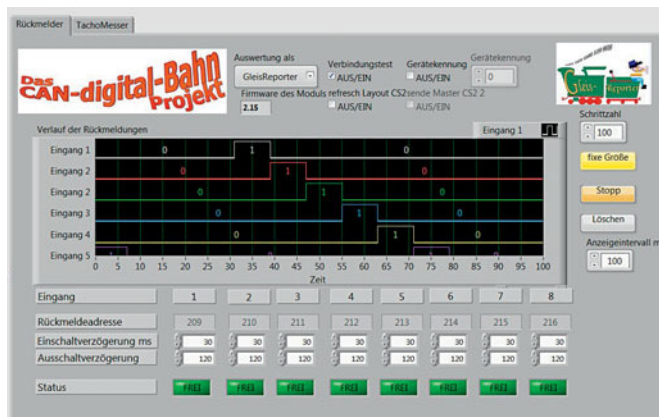 Rückmelder TachoMesser
Das
CAN-digital-Bahn
Projekt
Auswertung als
GleisReporter
Verbindungstest
AUS/EIN
Gerätekennung
AUS/EIN
Gerätekennung
0
Firmware des Moduls
2.15
refresch Layout CS2
AUS/EIN
sende Master CS2 2
AUS/EIN
Gleis-
Reporter
Schrittzahl
100
fixe Größe
Stopp
Löschen
Anzeigeintervall m
100
Verlauf der Rückmeldungen
Eingang 1
Eingang 1 0 1 0
Eingang 2 0 1 0
Eingang 2 0 1 0
Eingang 3 0 1 0
Eingang 4 0 1 0
Eingang 5
0 5 10 15 20 25 30 35 40 45 50 55 60 65 70 75 80 85 90 95 100
Zeit
Eingang 1 2 3 4 5 6 7 8
Rückmeldeadresse 209 210 211 212 213 214 215 216
Einschaltverzögerung ms 30 30 30 30 30 30 30 30
Ausschaltverzögerung 120 120 120 120 120 120 120 120
Status FREI FREI FREI FREI FREI FREI FREI FREI